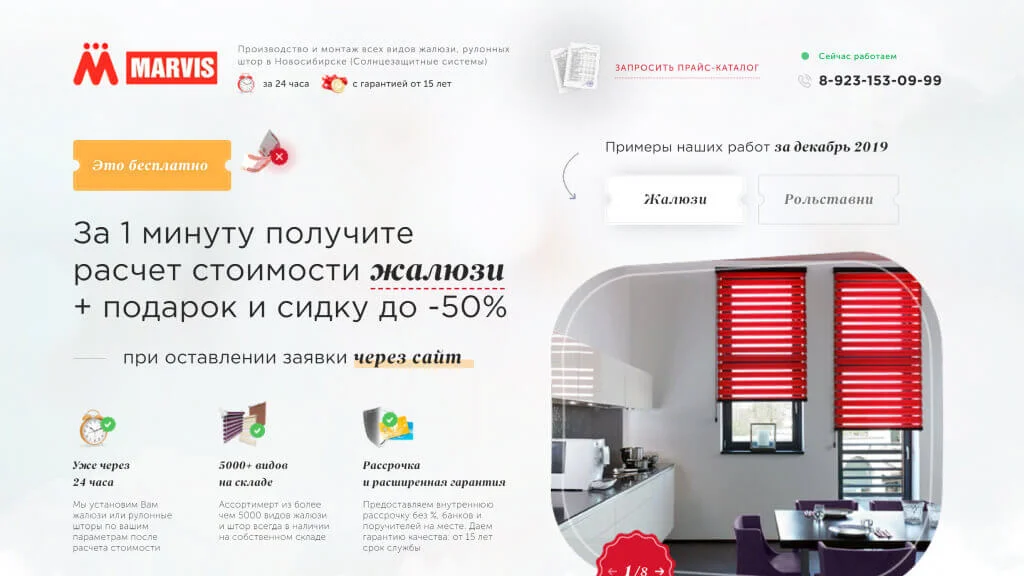 MARVIS
Производство и монтаж всех видов жалюзи, рулонных
штор в Новосибирске (Солнцезащитные системы)
за 24 часа
с гарантией от 15 лет
ЗАПРОСИТЬ ПРАЙС-КАТАЛОГ
Сейчас работаем
8-923-153-09-99
Это бесплатно
За 1 минуту получите
расчет стоимости жалюзи
+ подарок и сидку до -50%
при оставлении заявки через сайт
Уже через
24 часа
Мы установим Вам
жалюзи или рулонные
шторы по вашим
параметрам после
расчета стоимости
5000+ видов
на складе
Ассортимерт из более
чем 5000 видов жалюзи
и штор всегда в наличии
на собственном складе
Рассрочка
и расширенная гарантия
Предоставляем внутреннюю
рассрочку без %, банков и
поручителей на месте. Даем
гарантию качества: от 15 лет
срок службы
Примеры наших работ за декабрь 2019
Жалюзи
Рольставни
← 1/8 →